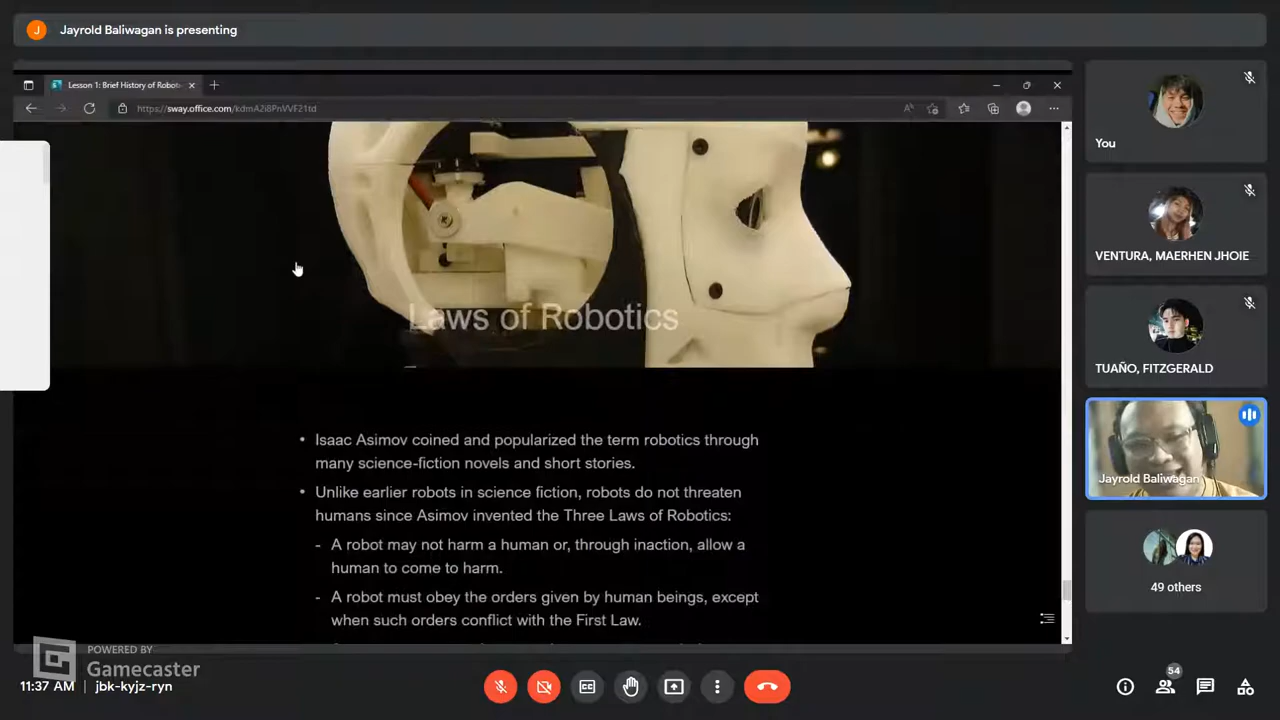 J
Jayrold Baliwagan is presenting
Lesson 1: Brief History of Robot
https://sway.office.com/kdmA2i8PnVVF21td
Laws of Robotics
• Isaac Asimov coined and popularized the term robotics through
many science-fiction novels and short stories.
• Unlike earlier robots in science fiction, robots do not threaten
humans since Asimov invented the Three Laws of Robotics:
- A robot may not harm a human or, through inaction, allow a
human to come to harm.
- A robot must obey the orders given by human beings, except
when such orders conflict with the First Law.
You
VENTURA, MAERHEN JHOIE
TUAÑO, FITZGERALD
Jayrold Baliwagan
49 others
POWERED BY
Gamecaster
11:37 AM | jbk-kyjz-ryn
CC
54